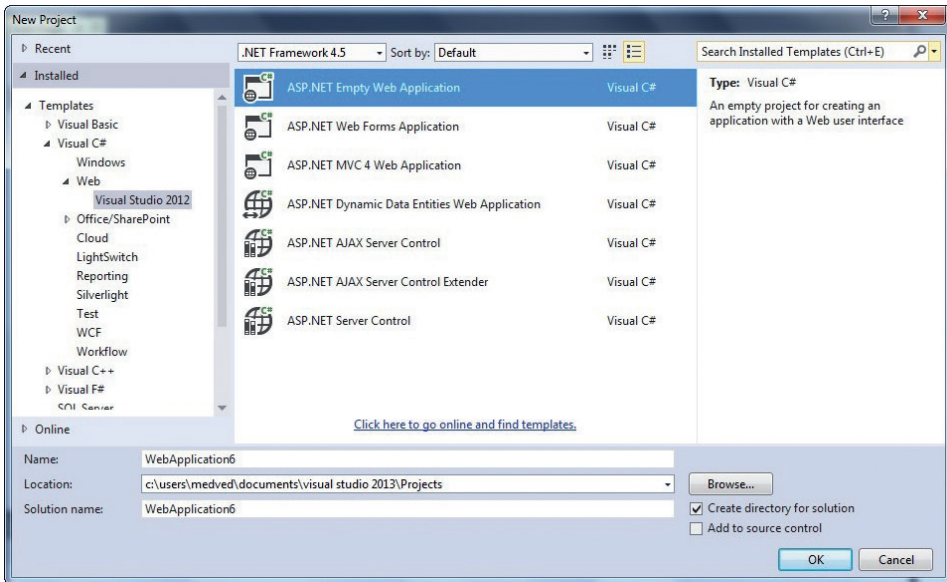 New Project
Recent
.NET Framework 4.5
Sort by: Default
Search Installed Templates (Ctrl+E)
Installed
Templates
Visual Basic
Visual C#
Windows
Web
Visual Studio 2012
Office/SharePoint
Cloud
LightSwitch
Reporting
Silverlight
Test
WCF
Workflow
Visual C++
Visual F#
SQL Server
Online
ASP.NET Empty Web Application Visual C#
ASP.NET Web Forms Application Visual C#
ASP.NET MVC 4 Web Application Visual C#
ASP.NET Dynamic Data Entities Web Application Visual C#
ASP.NET AJAX Server Control Visual C#
ASP.NET AJAX Server Control Extender Visual C#
ASP.NET Server Control Visual C#
Click here to go online and find templates.
Type: Visual C#
An empty project for creating an
application with a Web user interface
Name: WebApplication6
Location: c:\users\medved\documents\visual studio 2013\Projects
Browse...
Solution name: WebApplication6
Create directory for solution
Add to source control
OK
Cancel